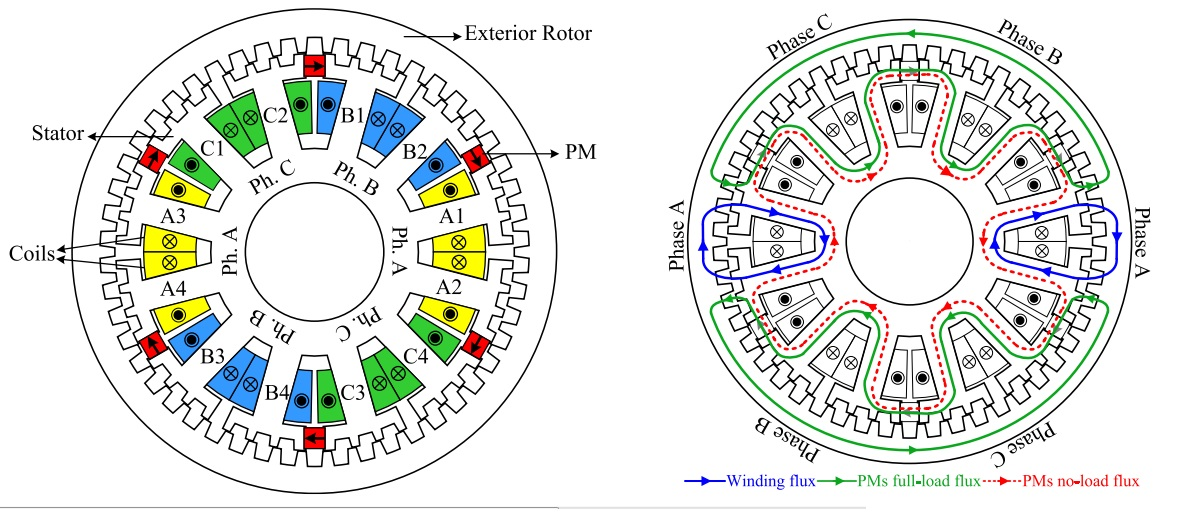 Exterior Rotor
Stator
PM
Coils
C2
B1
C1
B2
Ph. C
Ph. B
A3
A1
Ph. A
Ph. A
A4
A2
Ph. B
Ph. C
B3
C4
B4
C3
Phase C
Phase B
Phase A
Phase A
Phase B
Phase C
Winding flux
PMs full-load flux
PMs no-load flux